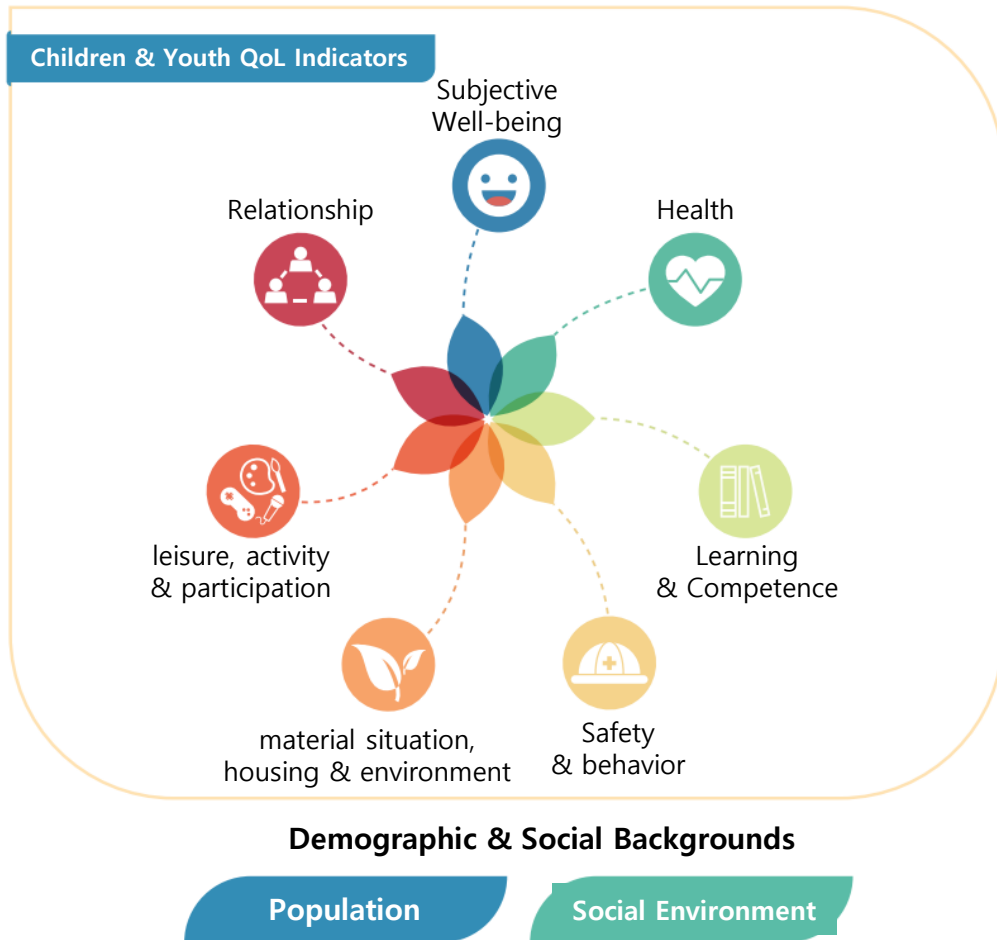 Children & Youth QoL Indicators
Subjective
Well-being
Relationship
Health
leisure, activity
& participation
Learning
& Competence
material situation,
housing & environment
Safety
& behavior
Demographic & Social Backgrounds
Population
Social Environment